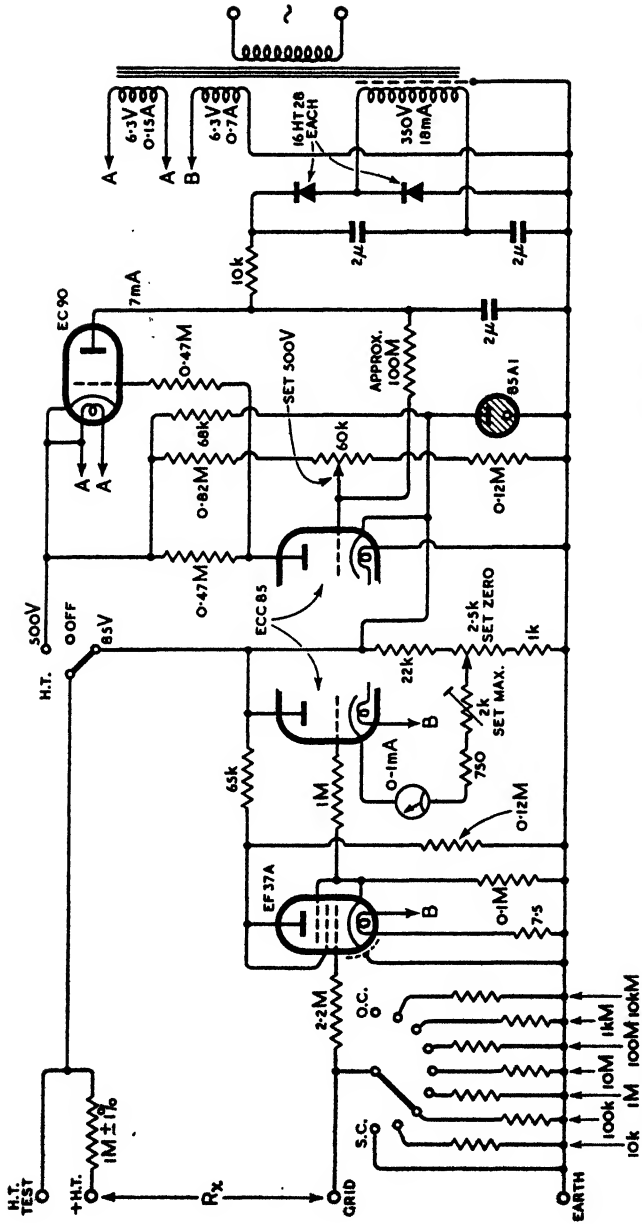 H.T.
TEST
+H.T.
1M±1%
Rx
GRID
EARTH
S.C.
O.C.
10k
100k
1M
10M
100M
1kM
10kM
2·2M
EF37A
B
0·1M
7·5
65k
1M
0·12M
0-1mA
750
2k
SET MAX.
B
22k
2·5k
SET ZERO
1k
H.T.
500V
OFF
85V
ECC85
0·47M
0·82M
68k
0·47M
SET 500V
60k
0·12M
APPROX.
100M
85A1
EC90
A
A
7mA
10k
2μ
2μ
2μ
16HT28
EACH
350V
18mA
6·3V
0·15A
6·3V
0·7A
A
A
B
~